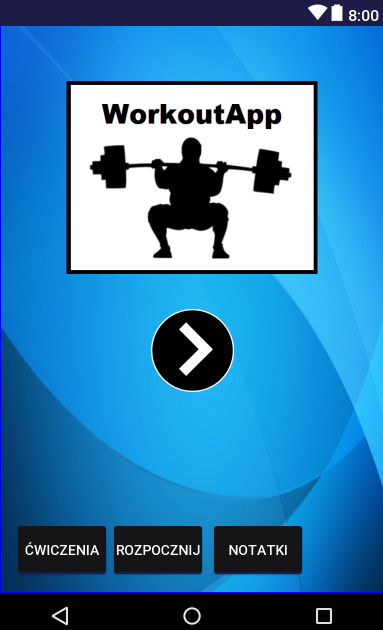 8:00
WorkoutApp
ĆWICZENIA
ROZPOCZNIJ
NOTATKI